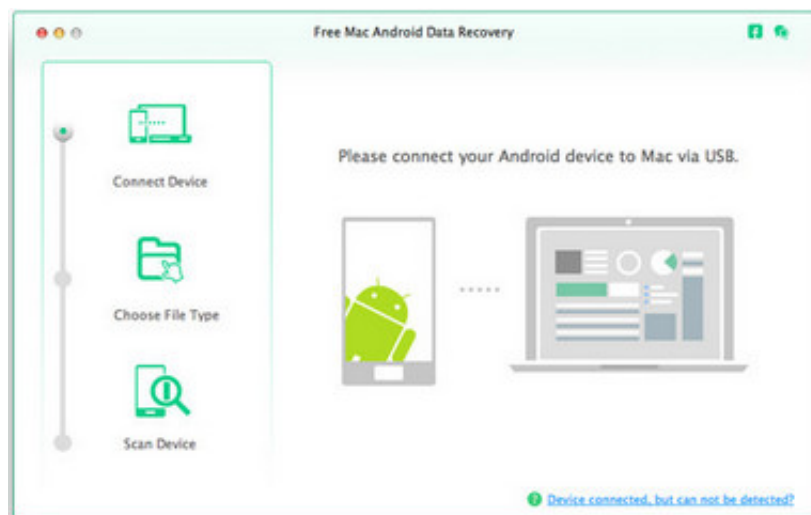 Free Mac Android Data Recovery
Connect Device
Choose File Type
Scan Device
Please connect your Android device to Mac via USB.
Device connected, but can not be detected?